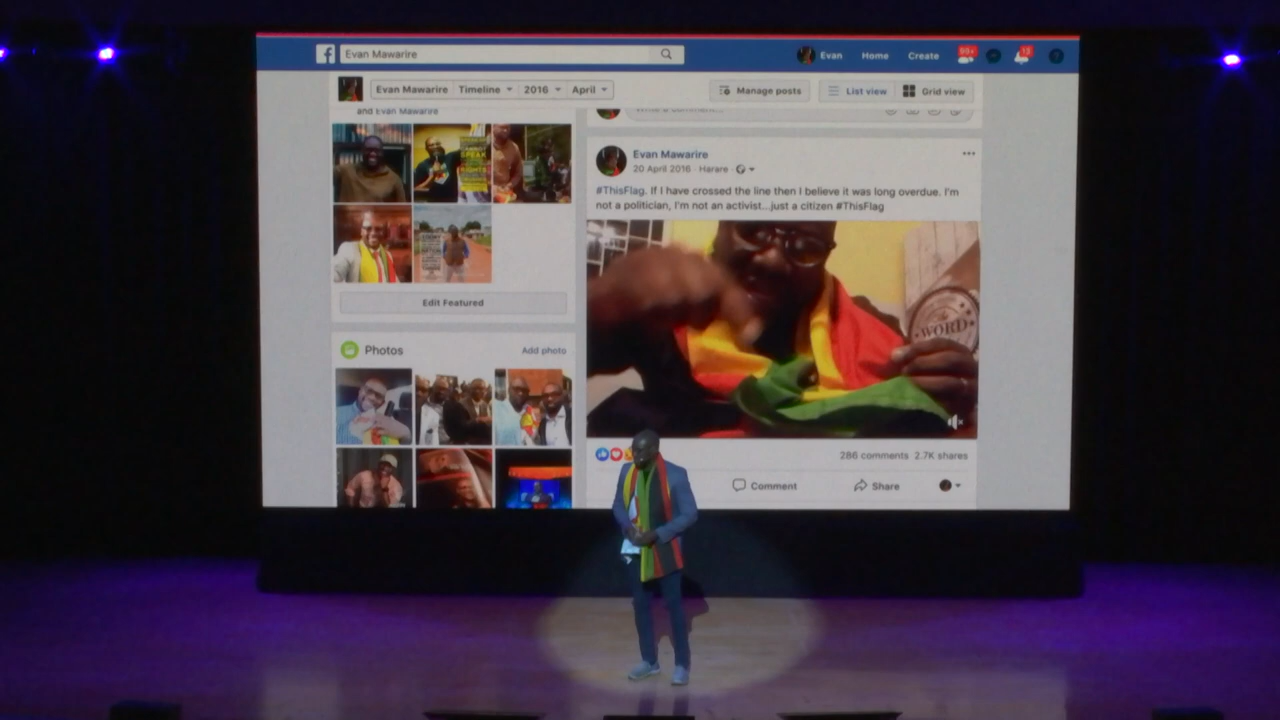 f Evan Mawarire
Evan Home Create 99+ 13
Evan Mawarire Timeline 2016 April Manage posts List view Grid view
and Evan Mawarire
Evan Mawarire
20 April 2016 · Harare ·
#ThisFlag. If I have crossed the line then I believe it was long overdue. I'm
not a politician, I'm not an activist...just a citizen #ThisFlag
WORD
Edit Featured
Photos Add photo
286 comments 2.7K shares
Comment Share